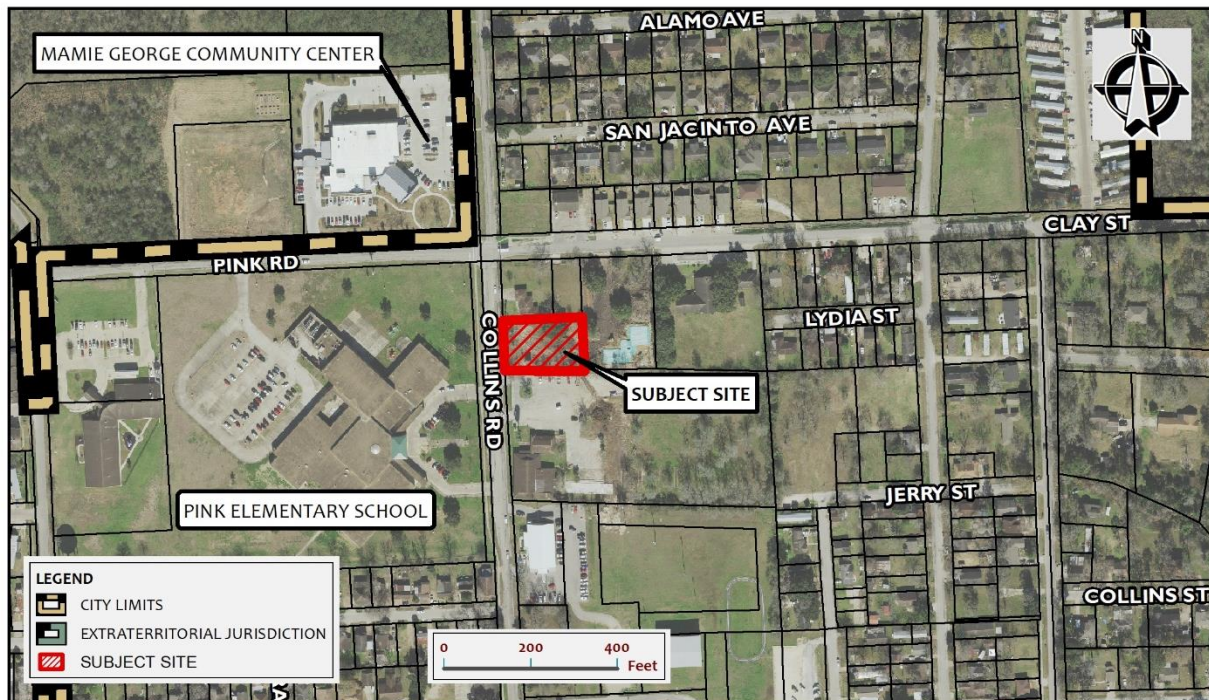 ALAMO AVE
MAMIE GEORGE COMMUNITY CENTER
N
SAN JACINTO AVE
CLAY ST
PINK RD
LYDIA ST
COLLINS RD
SUBJECT SITE
JERRY ST
PINK ELEMENTARY SCHOOL
LEGEND
CITY LIMITS
EXTRATERRITORIAL JURISDICTION
SUBJECT SITE
0 200 400
Feet
COLLINS ST